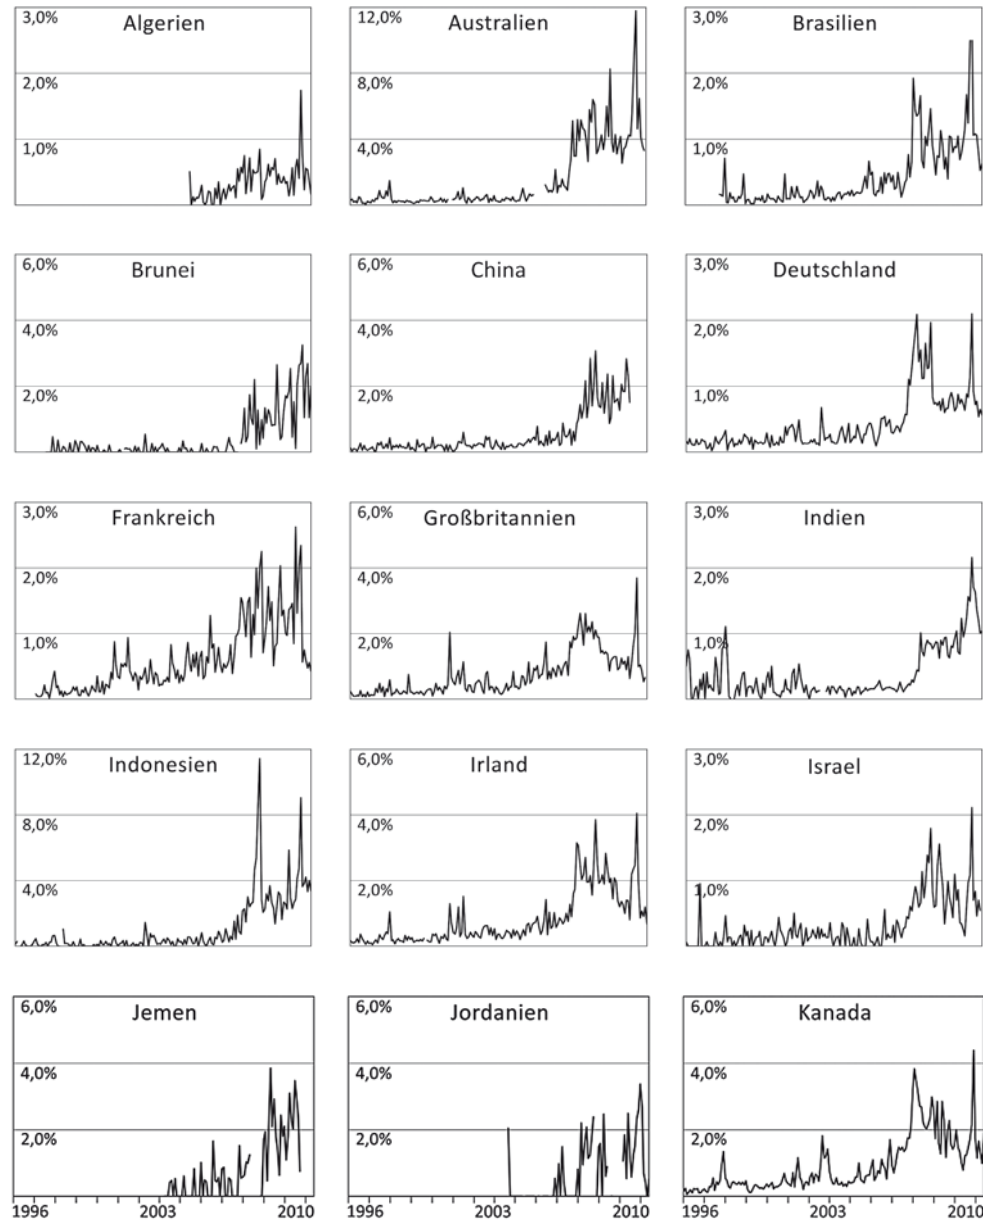 Algerien
3,0%
2,0%
1,0%
Australien
12,0%
8,0%
4,0%
Brasilien
3,0%
2,0%
1,0%
Brunei
6,0%
4,0%
2,0%
China
6,0%
4,0%
2,0%
Deutschland
3,0%
2,0%
1,0%
Frankreich
3,0%
2,0%
1,0%
Großbritannien
6,0%
4,0%
2,0%
Indien
3,0%
2,0%
1,0%
Indonesien
12,0%
8,0%
4,0%
Irland
6,0%
4,0%
2,0%
Israel
3,0%
2,0%
1,0%
Jemen
6,0%
4,0%
2,0%
1996 2003 2010
Jordanien
6,0%
4,0%
2,0%
1996 2003 2010
Kanada
6,0%
4,0%
2,0%
1996 2003 2010